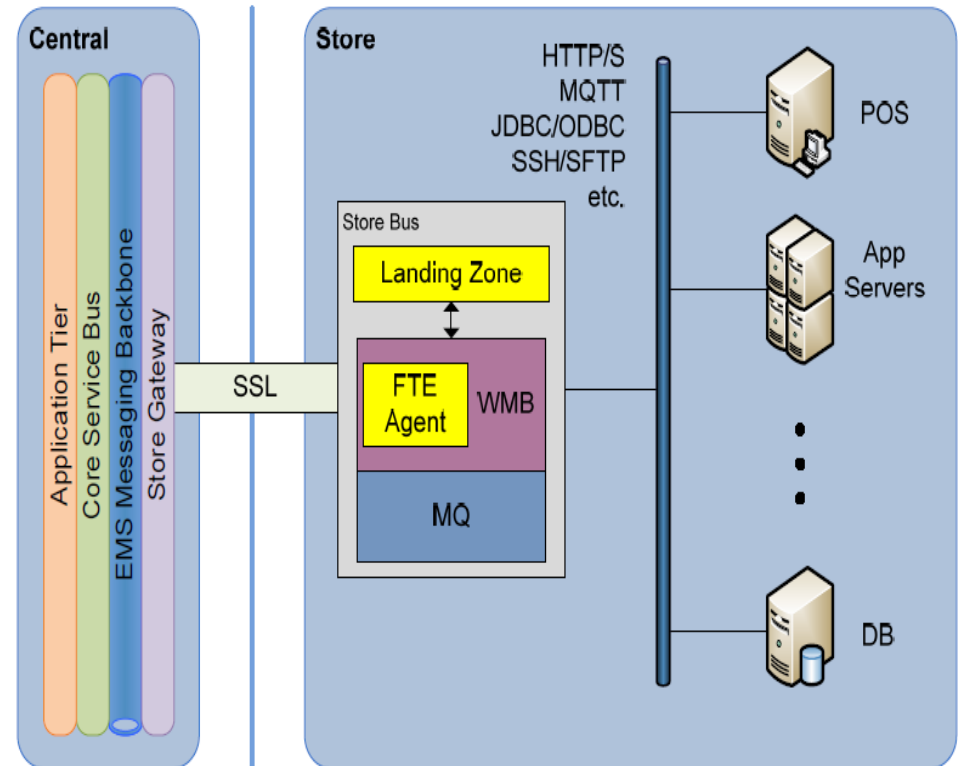 Central
Application Tier
Core Service Bus
EMS Messaging Backbone
Store Gateway
SSL
Store
HTTP/S
MQTT
JDBC/ODBC
SSH/SFTP
etc.
Store Bus
Landing Zone
FTE
Agent
WMB
MQ
POS
App
Servers
DB